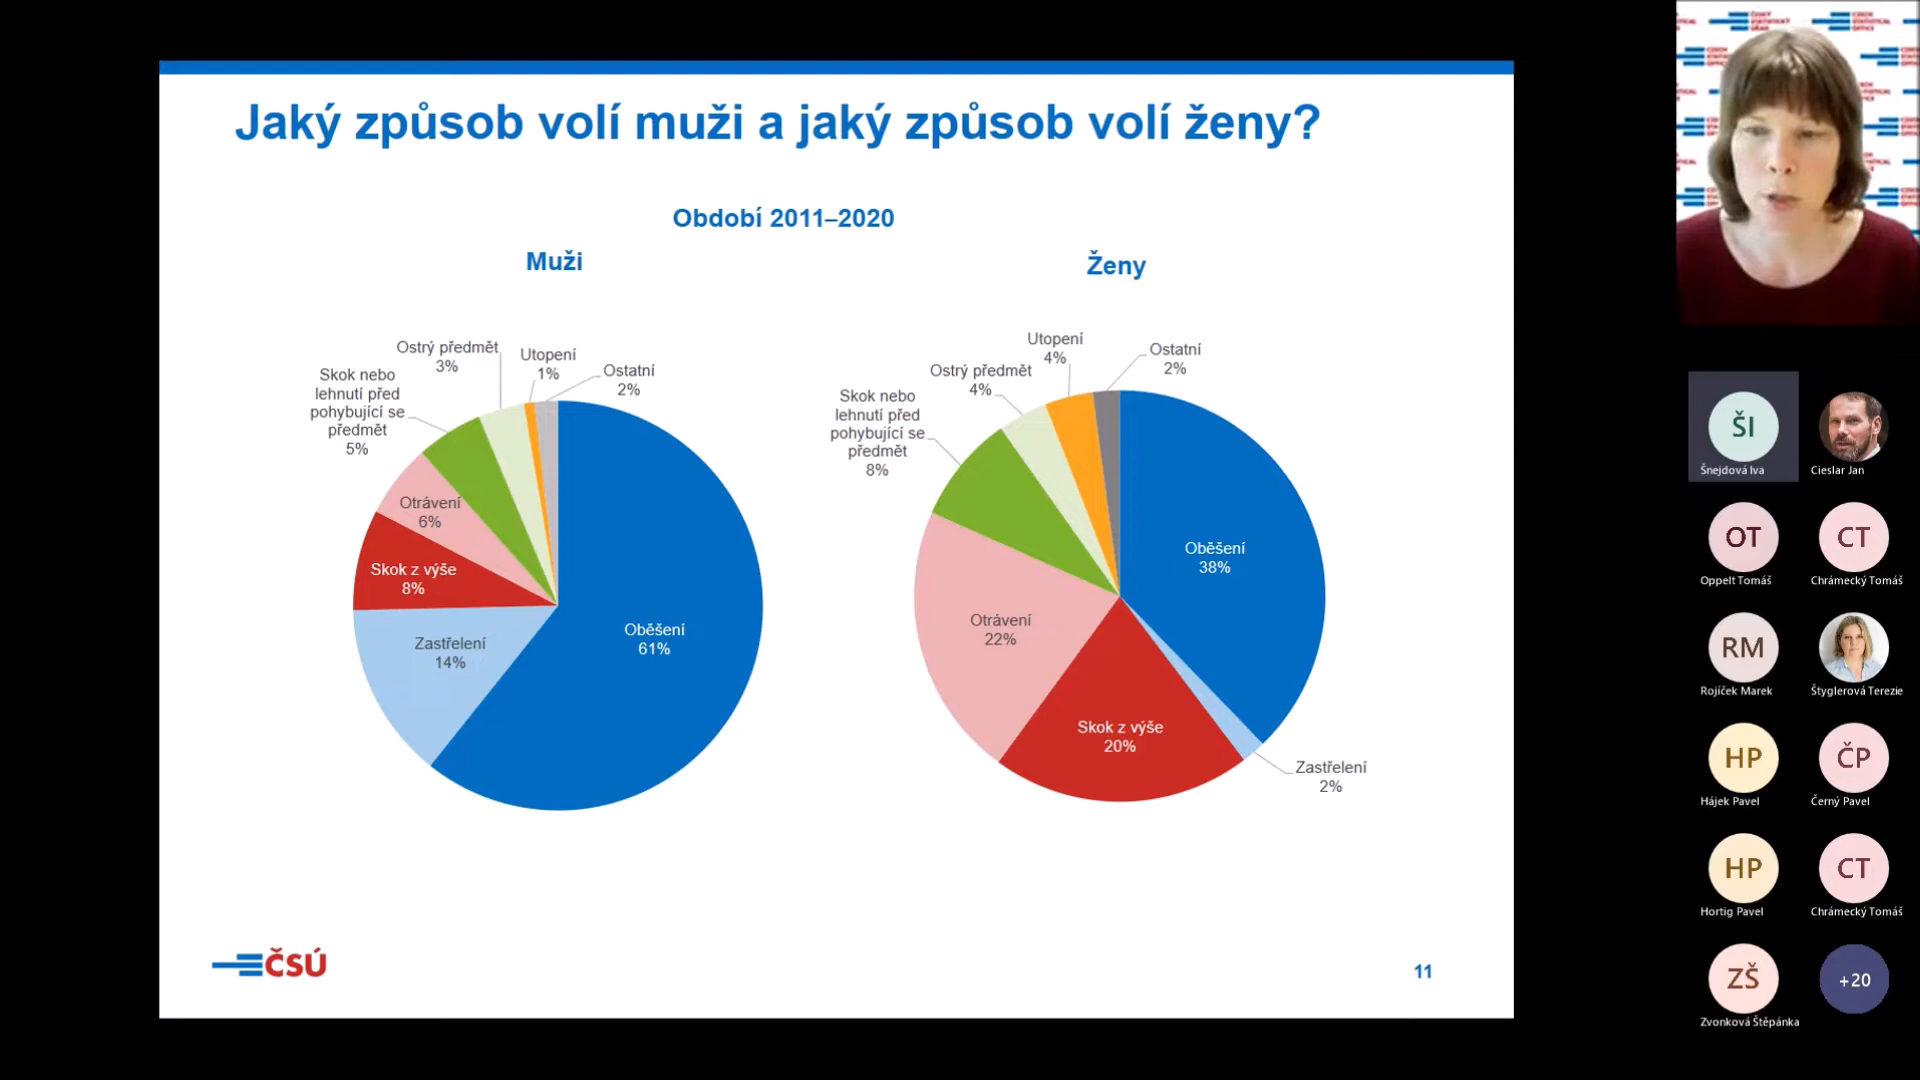 Jaký způsob volí muži a jaký způsob volí ženy?
Období 2011–2020
Muži
Ostrý předmět
3%
Utopení
1%
Ostatní
2%
Skok nebo
lehnutí před
pohybující se
předmět
5%
Otrávení
6%
Skok z výše
8%
Zastřelení
14%
Oběšení
61%
Ženy
Utopení
4%
Ostatní
2%
Ostrý předmět
4%
Skok nebo
lehnutí před
pohybující se
předmět
8%
Oběšení
38%
Otrávení
22%
Skok z výše
20%
Zastřelení
2%
ČSÚ
11
ŠI
Šnejdová Iva
Cieslar Jan
OT
Oppelt Tomáš
CT
Chrámecký Tomáš
RM
Rojíček Marek
Štyglerová Terezie
HP
Hájek Pavel
ČP
Černý Pavel
HP
Hortig Pavel
CT
Chrámecký Tomáš
ZŠ
Zvonková Štěpánka
+20